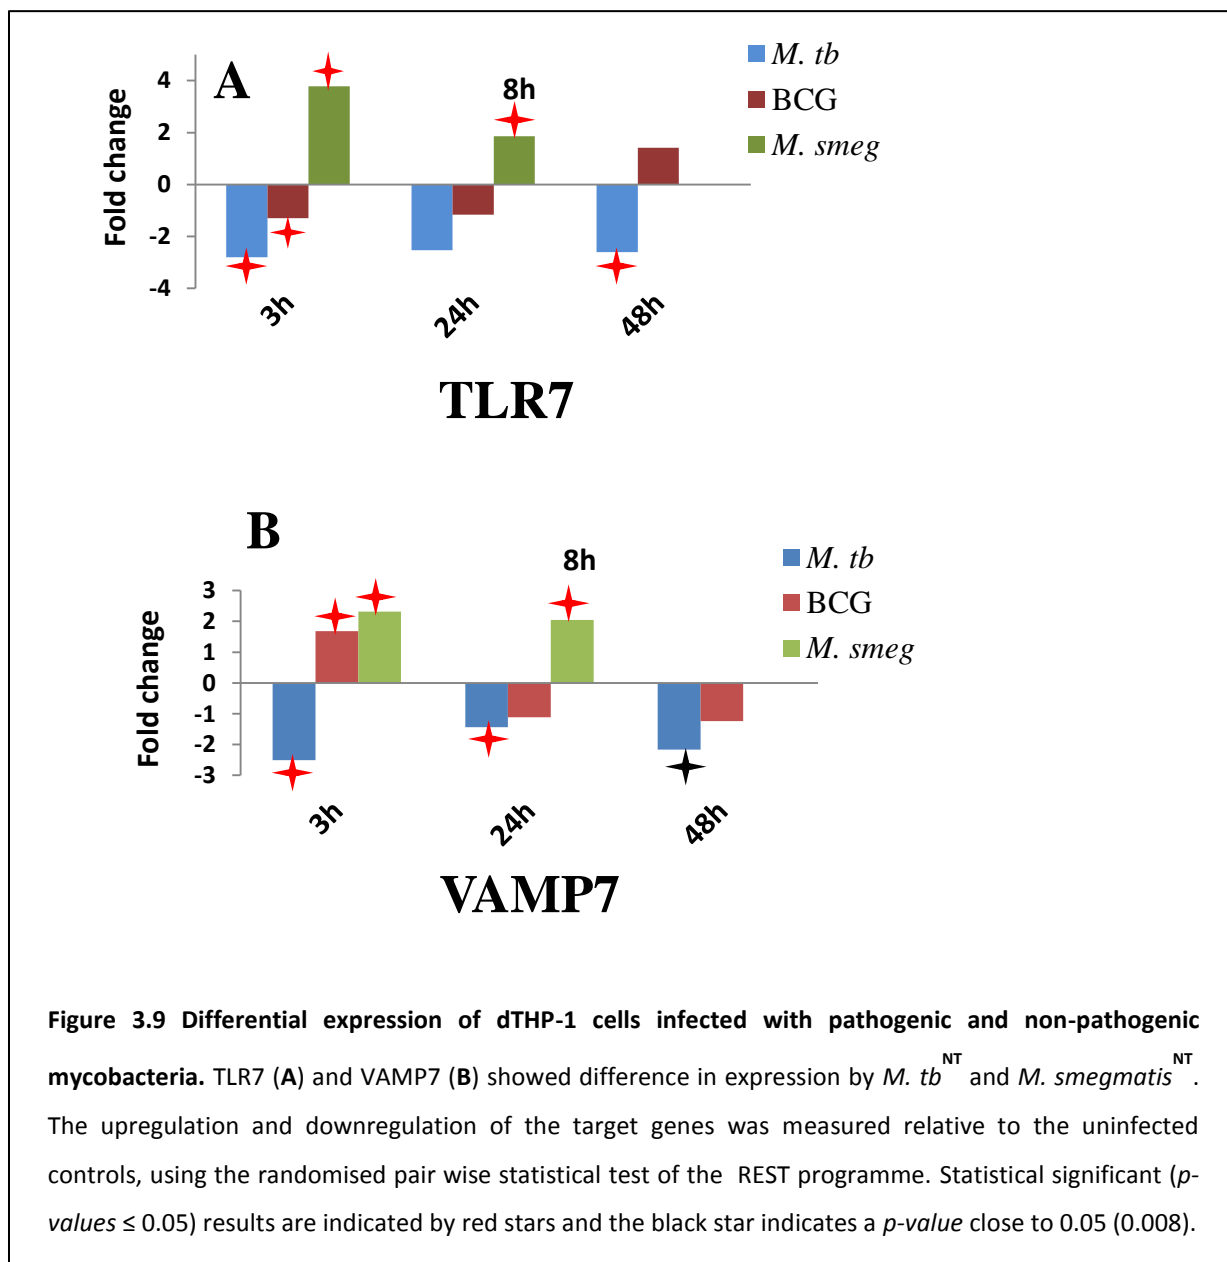 A
8h
M. tb
BCG
M. smeg
Fold change
4
2
0
-2
-4
3h
24h
48h
TLR7
B
8h
M. tb
BCG
M. smeg
Fold change
3
2
1
0
-1
-2
-3
3h
24h
48h
VAMP7
Figure 3.9 Differential expression of dTHP-1 cells infected with pathogenic and non-pathogenic
mycobacteria. TLR7 (A) and VAMP7 (B) showed difference in expression by M. tb^NT and M. smegmatis^NT.
The upregulation and downregulation of the target genes was measured relative to the uninfected
controls, using the randomised pair wise statistical test of the REST programme. Statistical significant (p-
values ≤ 0.05) results are indicated by red stars and the black star indicates a p-value close to 0.05 (0.008).